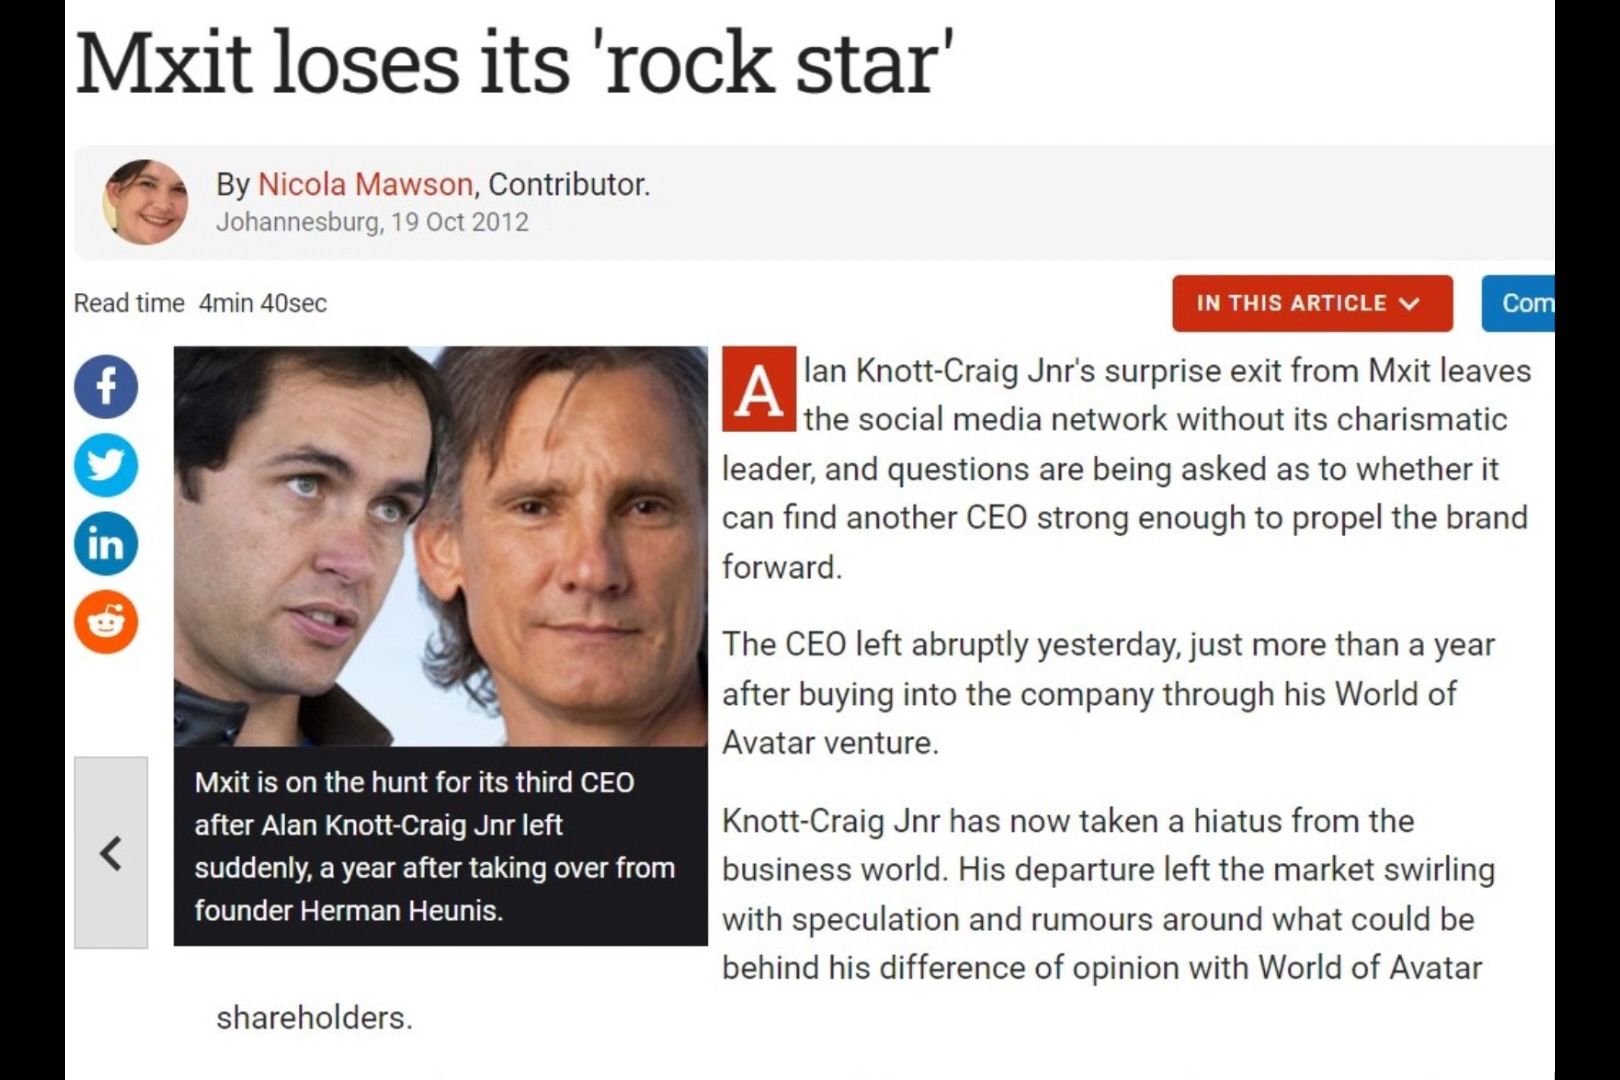 Mxit loses its 'rock star'
By Nicola Mawson, Contributor.
Johannesburg, 19 Oct 2012
Read time 4min 40sec
IN THIS ARTICLE
Com
Alan Knott-Craig Jnr's surprise exit from Mxit leaves
the social media network without its charismatic
leader, and questions are being asked as to whether it
can find another CEO strong enough to propel the brand
forward.
The CEO left abruptly yesterday, just more than a year
after buying into the company through his World of
Avatar venture.
Knott-Craig Jnr has now taken a hiatus from the
business world. His departure left the market swirling
with speculation and rumours around what could be
behind his difference of opinion with World of Avatar
shareholders.
Mxit is on the hunt for its third CEO
after Alan Knott-Craig Jnr left
suddenly, a year after taking over from
founder Herman Heunis.